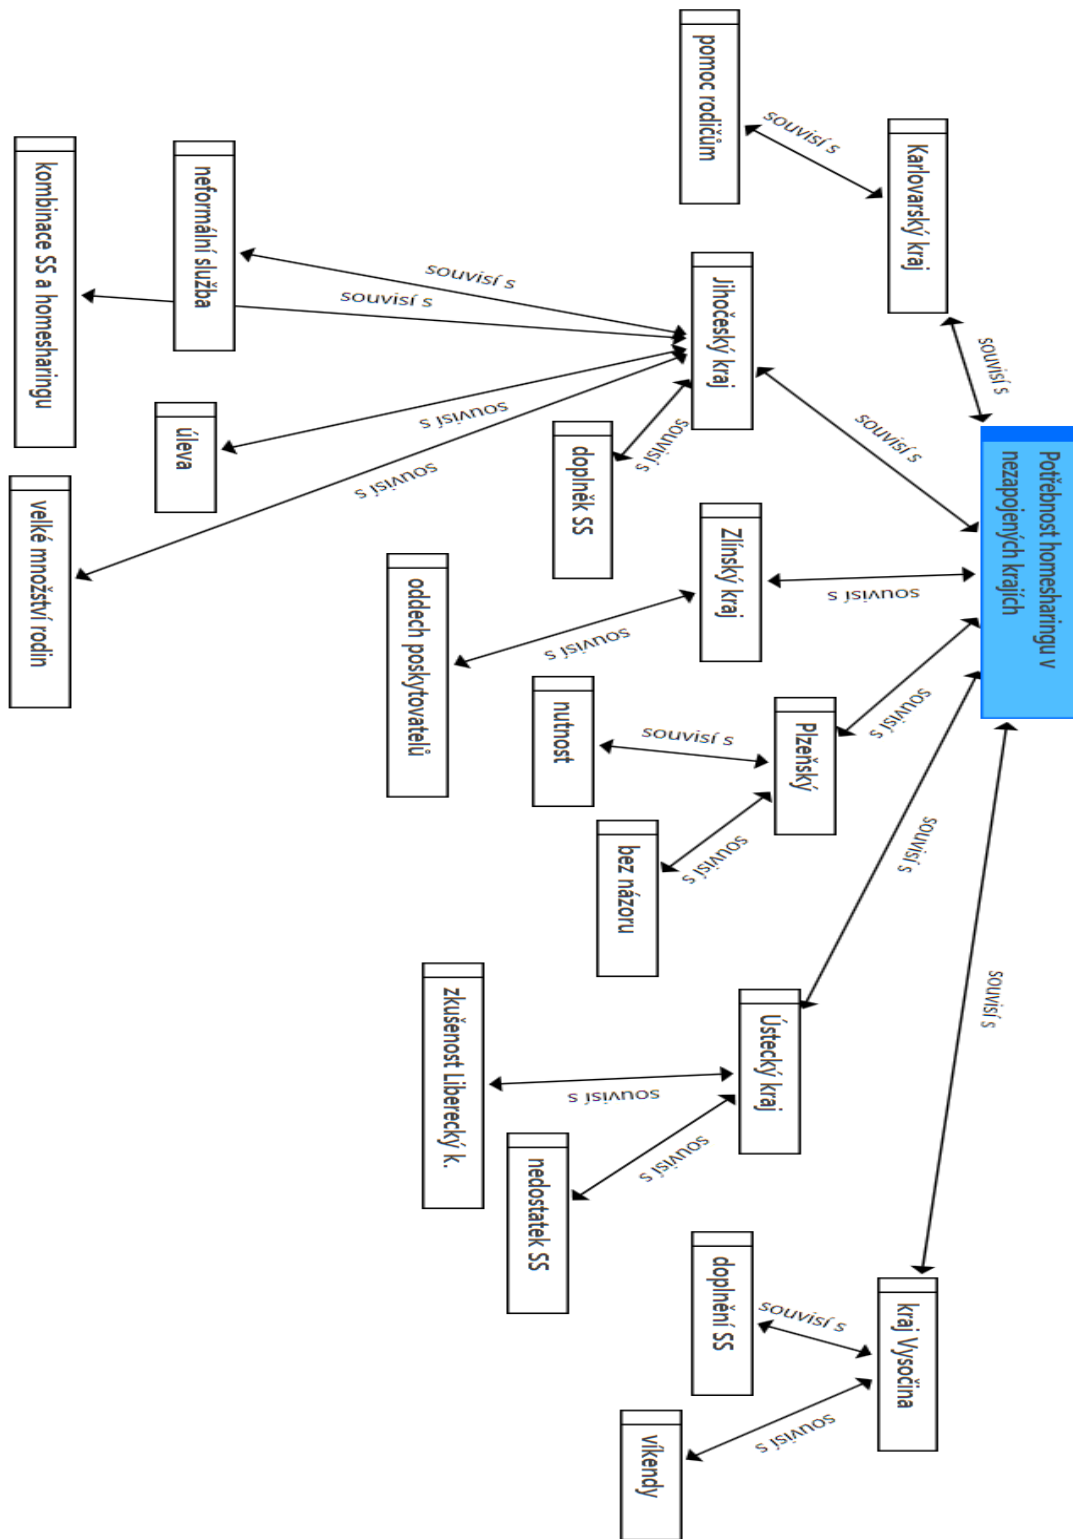 Potřebnost homesharingu v
nezapojených krajích
souvisí s
souvisí s
souvisí s
souvisí s
souvisí s
souvisí s
Karlovarský kraj
souvisí s
pomoc rodičům
Jihočeský kraj
souvisí s
souvisí s
souvisí s
souvisí s
souvisí s
kombinace SS a homesharingu
neformální služba
úleva
velké množství rodin
doplněk SS
Zlínský kraj
souvisí s
oddech poskytovatelů
Plzeňský
souvisí s
souvisí s
nutnost
bez názoru
Ústecký kraj
souvisí s
souvisí s
zkušenost Liberecký k.
nedostatek SS
kraj Vysočina
souvisí s
souvisí s
doplnění SS
víkendy